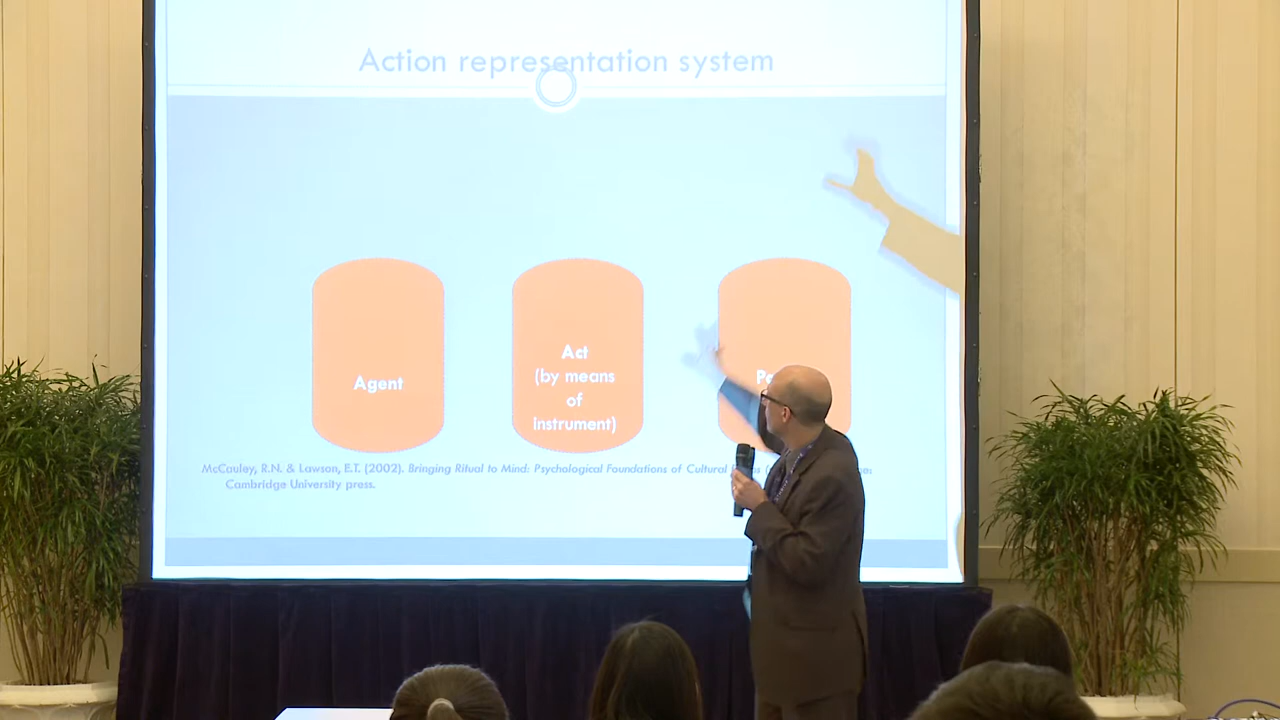 Action representation system
Agent
Act
(by means
of
instrument)
McCauley, R.N. & Lawson, E.T. (2002). Bringing Ritual to Mind: Psychological Foundations of Cultural
Cambridge University press.